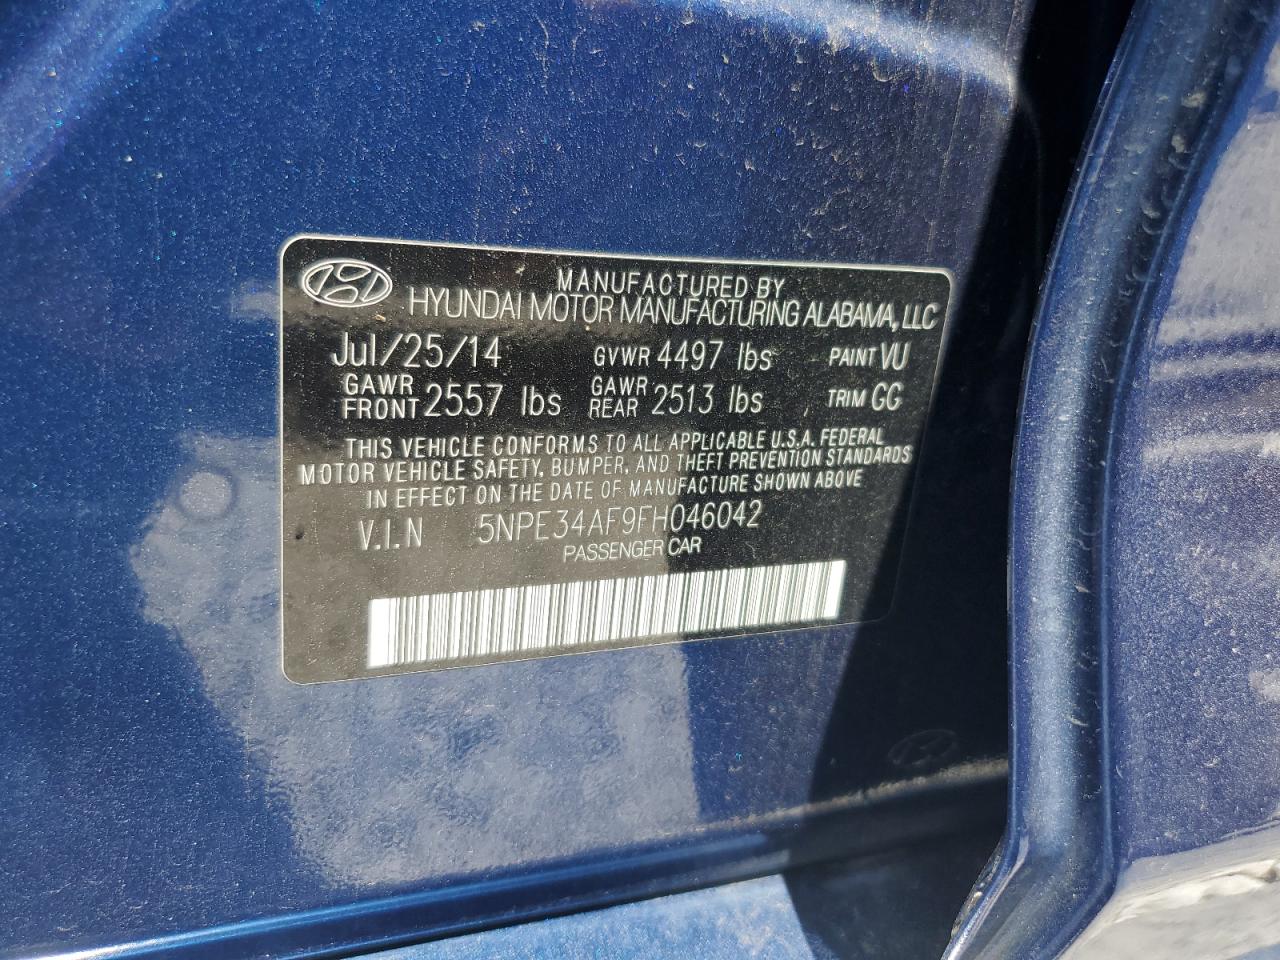 MANUFACTURED BY
HYUNDAI MOTOR MANUFACTURING ALABAMA, LLC
Jul/25/14 GVWR 4497 lbs PAINT VU
GAWR FRONT 2557 lbs GAWR REAR 2513 lbs TRIM GG
THIS VEHICLE CONFORMS TO ALL APPLICABLE U.S.A. FEDERAL
MOTOR VEHICLE SAFETY, BUMPER, AND THEFT PREVENTION STANDARDS
IN EFFECT ON THE DATE OF MANUFACTURE SHOWN ABOVE
V.I.N 5NPE34AF9FH046042
PASSENGER CAR